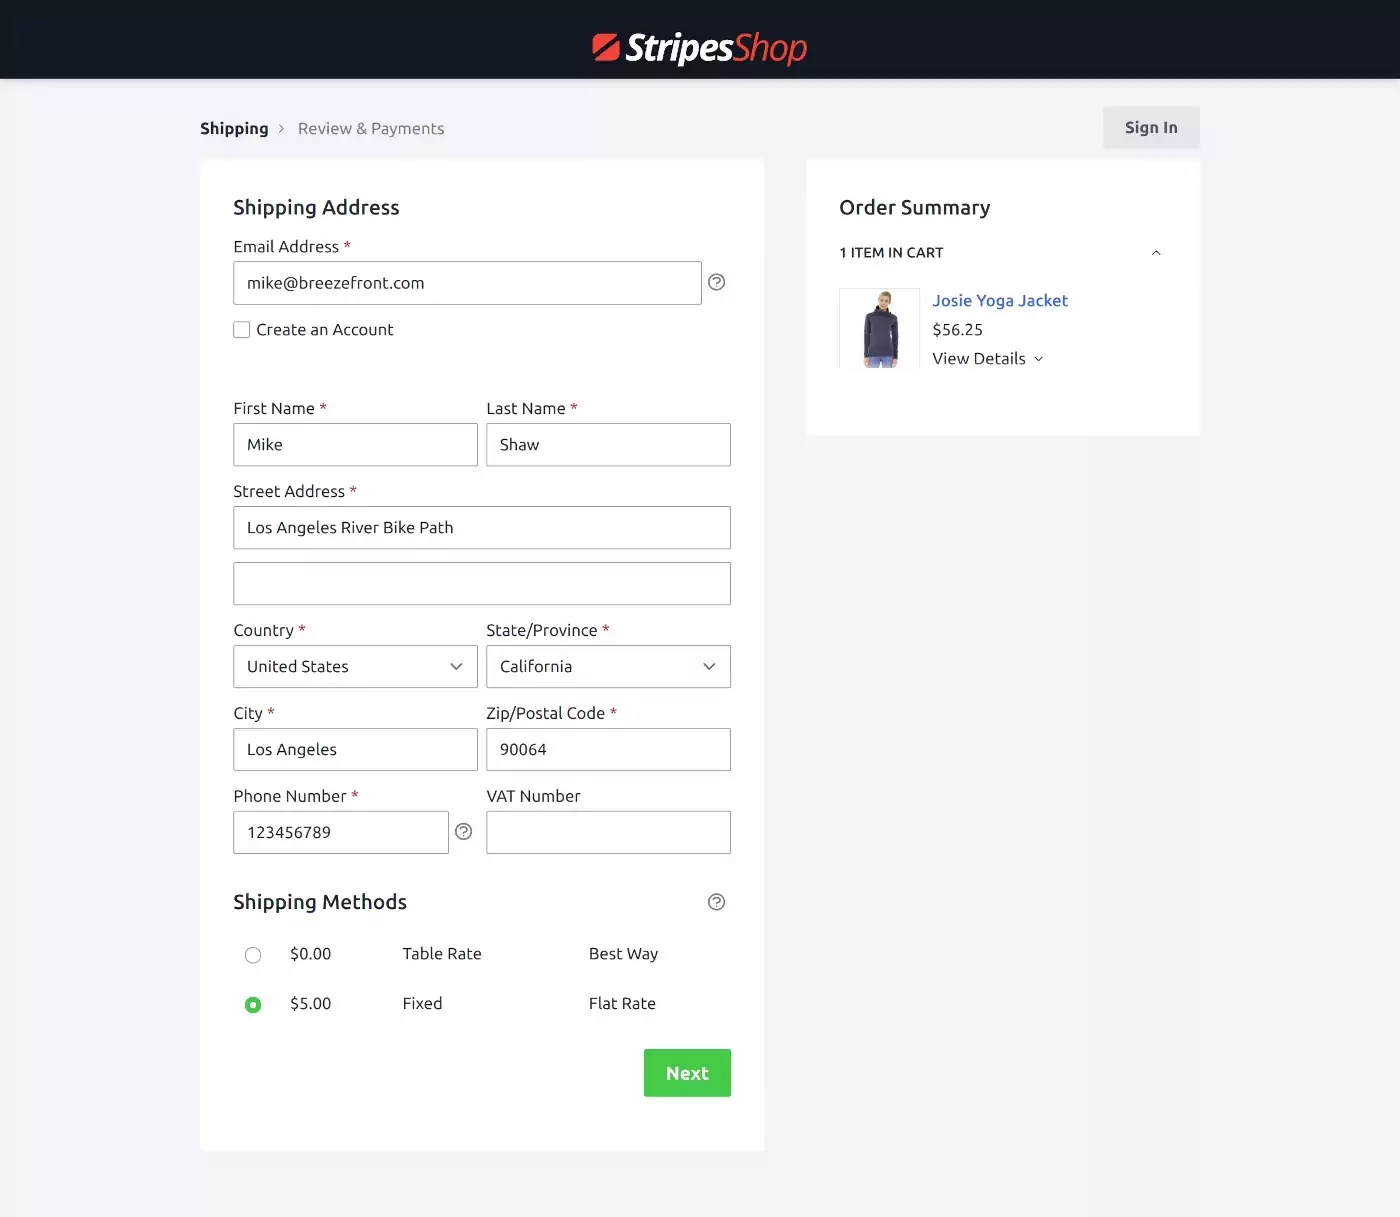 StripesShop
Shipping > Review & Payments
Sign In
Shipping Address
Email Address *
mike@breezefront.com
Create an Account
First Name * Last Name *
Mike Shaw
Street Address *
Los Angeles River Bike Path
Country * State/Province *
United States California
City * Zip/Postal Code *
Los Angeles 90064
Phone Number * VAT Number
123456789
Shipping Methods
$0.00 Table Rate Best Way
$5.00 Fixed Flat Rate
Next
Order Summary
1 ITEM IN CART
Josie Yoga Jacket
$56.25
View Details